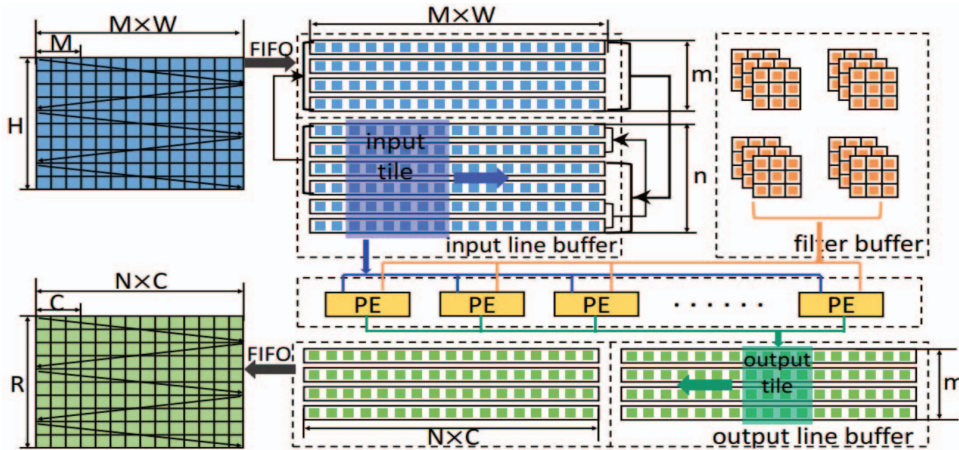 M×W
M
H
FIFO
M×W
m
n
input
tile
input line buffer
filter buffer
PE
PE
PE
. . . . . .
PE
N×C
C
R
FIFO
N×C
output
tile
m
output line buffer